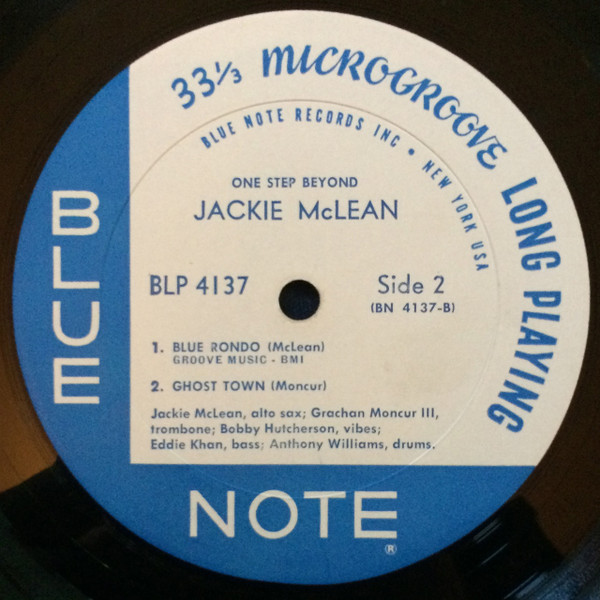 33⅓ MICROGROOVE LONG PLAYING
BLUE NOTE RECORDS INC • NEW YORK USA
ONE STEP BEYOND
JACKIE McLEAN
BLP 4137
Side 2
(BN 4137-B)
1. BLUE RONDO (McLean)
GROOVE MUSIC - BMI
2. GHOST TOWN (Moncur)
Jackie McLean, alto sax; Grachan Moncur III,
trombone; Bobby Hutcherson, vibes;
Eddie Khan, bass; Anthony Williams, drums.
BLUE
NOTE
®